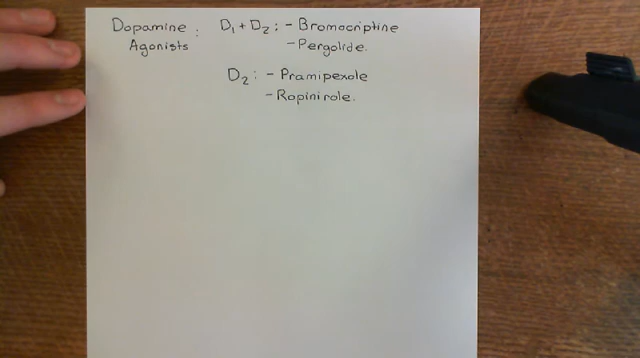 Dopamine Agonists : D₁ + D₂ : - Bromocriptine
- Pergolide.
D₂ : - Pramipexole
- Ropinirole.